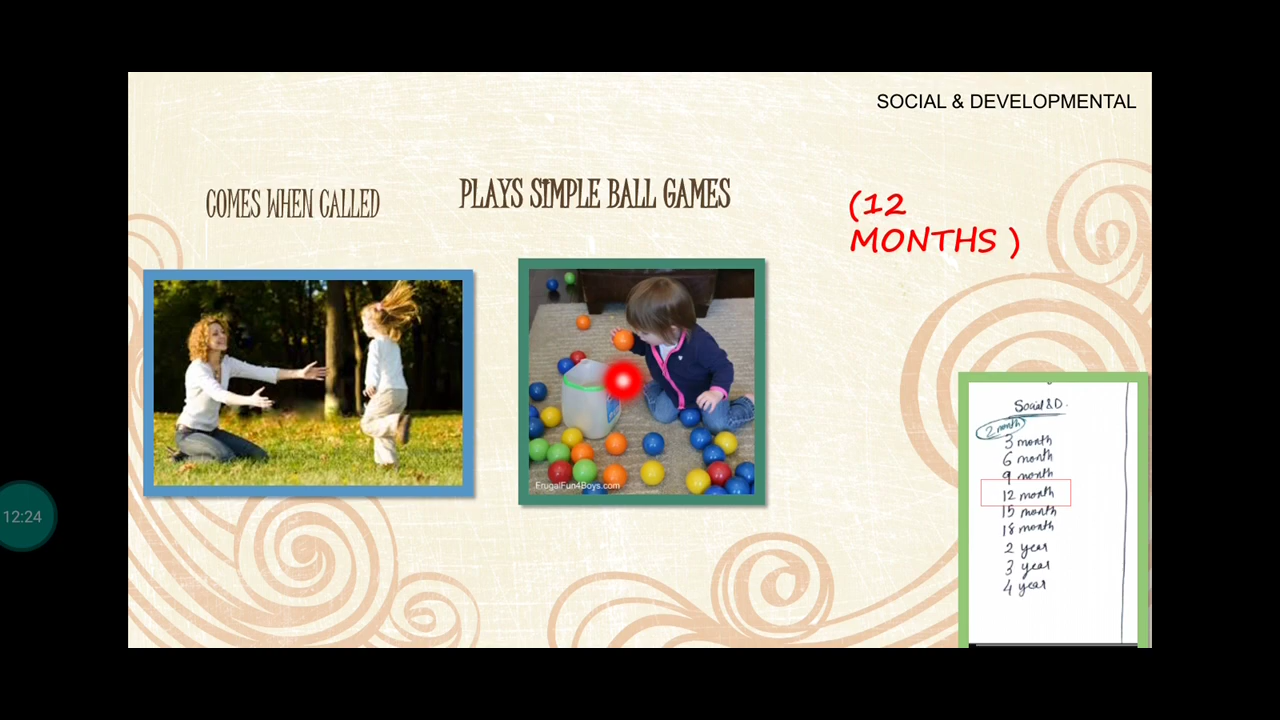 SOCIAL & DEVELOPMENTAL
COMES WHEN CALLED
PLAYS SIMPLE BALL GAMES
(12
MONTHS )
FrugalFun4Boys.com
12:24
Social & D.
2 month
3 month
6 month
9 month
12 month
15 month
18 month
2 year
3 year
4 year